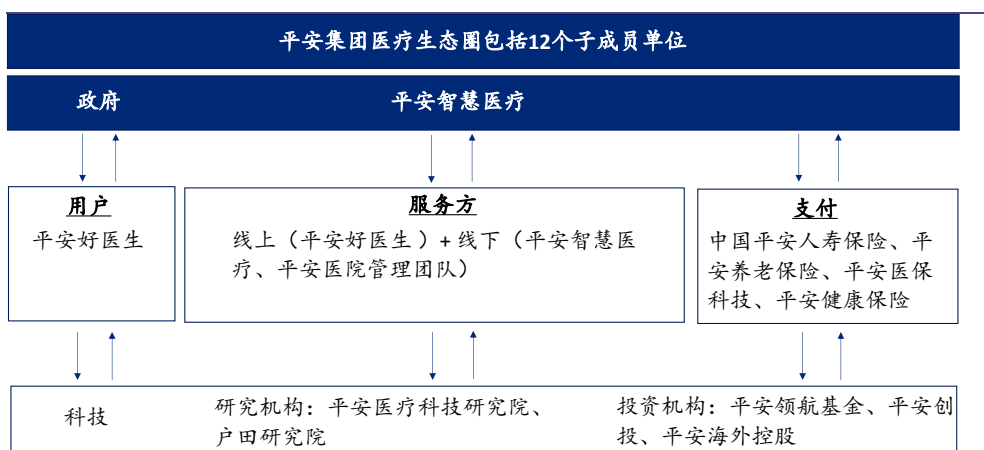 平安集团医疗生态圈包括12个子成员单位
政府
平安智慧医疗
用户
平安好医生
服务方
线上（平安好医生）+ 线下（平安智慧医
疗、平安医院管理团队）
支付
中国平安人寿保险、平
安养老保险、平安医保
科技、平安健康保险
科技
研究机构：平安医疗科技研究院、
户田研究院
投资机构：平安领航基金、平安创
投、平安海外控股